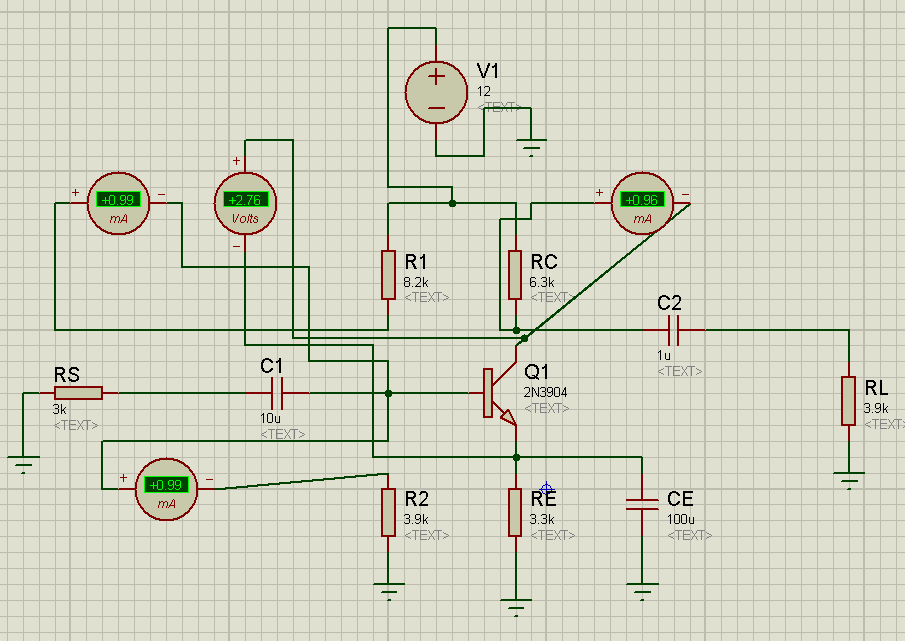 V1
12
<TEXT>
+
−
+
−
+0.99
mA
+
−
+2.76
Volts
+
−
+0.96
mA
+
−
R1
8.2k
<TEXT>
RC
6.3k
<TEXT>
C2
1u
<TEXT>
RS
3k
<TEXT>
C1
10u
<TEXT>
Q1
2N3904
<TEXT>
RL
3.9k
<TEXT>
+
−
+0.99
mA
R2
3.9k
<TEXT>
RE
3.3k
<TEXT>
CE
100u
<TEXT>